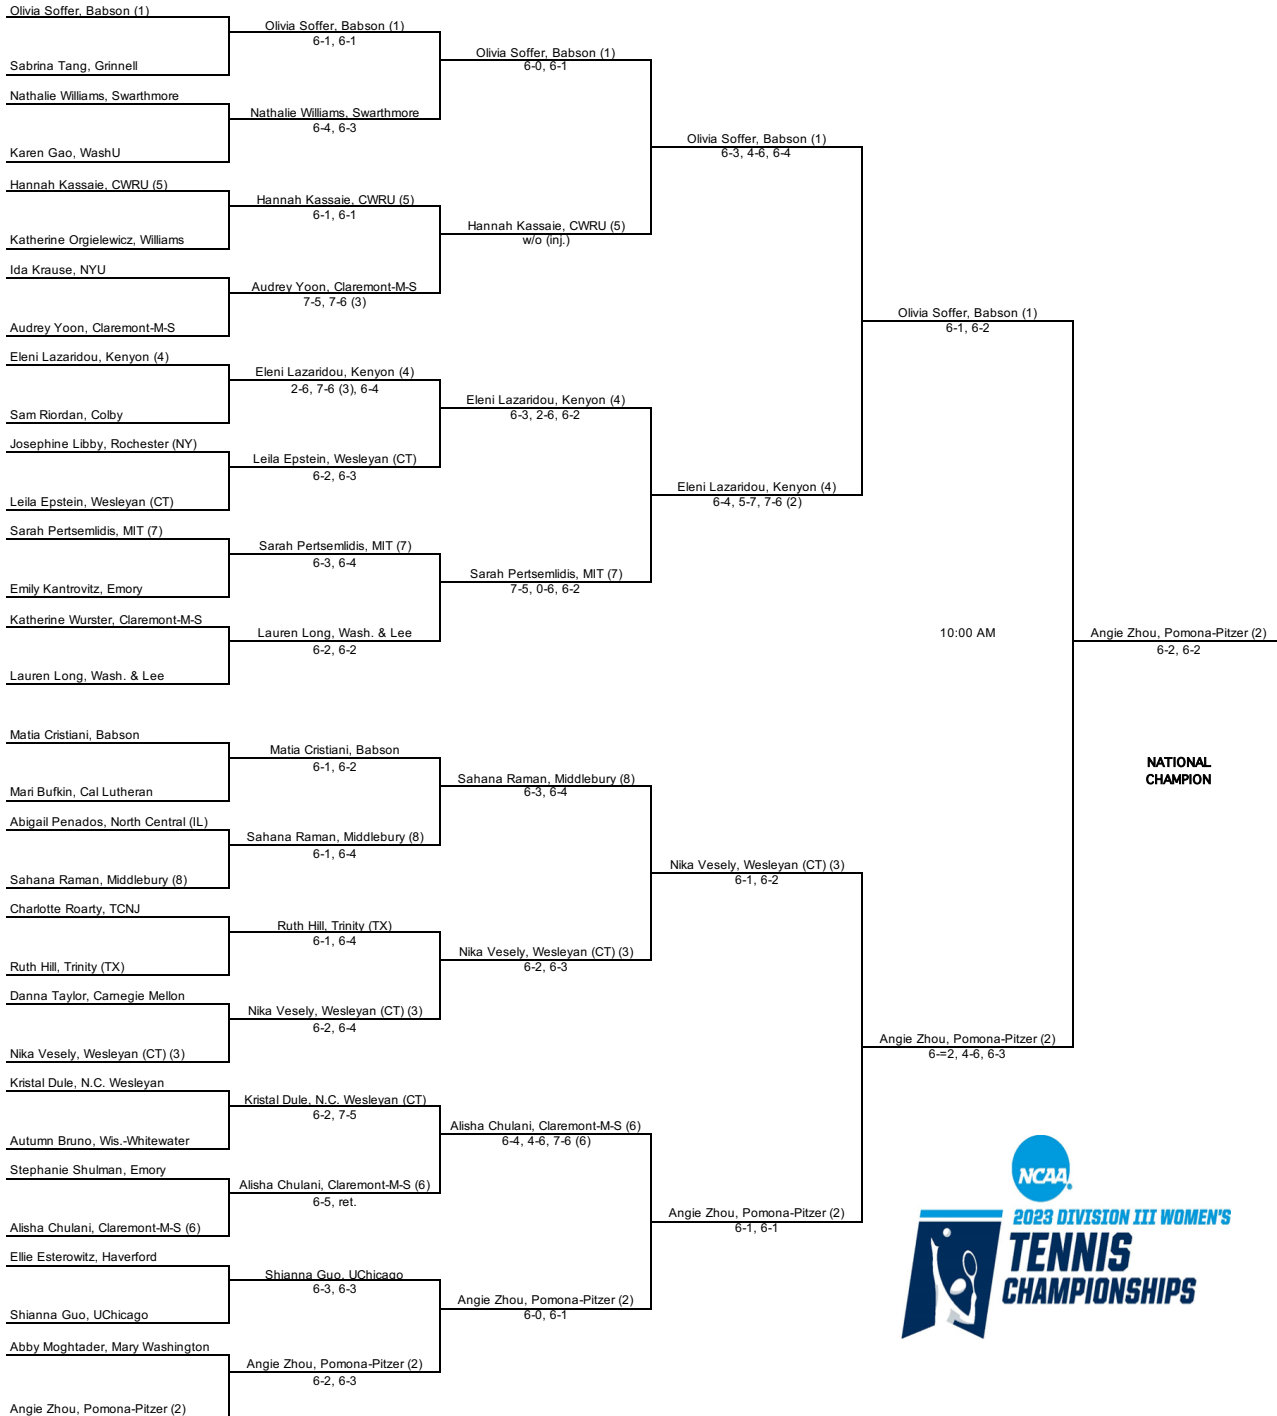 Olivia Soffer, Babson (1)
Sabrina Tang, Grinnell
Nathalie Williams, Swarthmore
Karen Gao, WashU
Hannah Kassaie, CWRU (5)
Katherine Orgielewicz, Williams
Ida Krause, NYU
Audrey Yoon, Claremont-M-S
Eleni Lazaridou, Kenyon (4)
Sam Riordan, Colby
Josephine Libby, Rochester (NY)
Leila Epstein, Wesleyan (CT)
Sarah Pertsemlidis, MIT (7)
Emily Kantrovitz, Emory
Katherine Wurster, Claremont-M-S
Lauren Long, Wash. & Lee
Matia Cristiani, Babson
Mari Bufkin, Cal Lutheran
Abigail Penados, North Central (IL)
Sahana Raman, Middlebury (8)
Charlotte Roarty, TCNJ
Ruth Hill, Trinity (TX)
Danna Taylor, Carnegie Mellon
Nika Vesely, Wesleyan (CT) (3)
Kristal Dule, N.C. Wesleyan
Autumn Bruno, Wis.-Whitewater
Stephanie Shulman, Emory
Alisha Chulani, Claremont-M-S (6)
Ellie Esterowitz, Haverford
Shianna Guo, UChicago
Abby Moghtader, Mary Washington
Angie Zhou, Pomona-Pitzer (2)
Olivia Soffer, Babson (1)
6-1, 6-1
Nathalie Williams, Swarthmore
6-4, 6-3
Hannah Kassaie, CWRU (5)
6-1, 6-1
Audrey Yoon, Claremont-M-S
7-5, 7-6 (3)
Eleni Lazaridou, Kenyon (4)
2-6, 7-6 (3), 6-4
Leila Epstein, Wesleyan (CT)
6-2, 6-3
Sarah Pertsemlidis, MIT (7)
6-3, 6-4
Lauren Long, Wash. & Lee
6-2, 6-2
Matia Cristiani, Babson
6-1, 6-2
Sahana Raman, Middlebury (8)
6-1, 6-4
Ruth Hill, Trinity (TX)
6-1, 6-4
Nika Vesely, Wesleyan (CT) (3)
6-2, 6-4
Kristal Dule, N.C. Wesleyan (CT)
6-2, 7-5
Alisha Chulani, Claremont-M-S (6)
6-5, ret.
Shianna Guo, UChicago
6-3, 6-3
Angie Zhou, Pomona-Pitzer (2)
6-2, 6-3
Olivia Soffer, Babson (1)
6-0, 6-1
Hannah Kassaie, CWRU (5)
w/o (inj.)
Eleni Lazaridou, Kenyon (4)
6-3, 2-6, 6-2
Sarah Pertsemlidis, MIT (7)
7-5, 0-6, 6-2
Sahana Raman, Middlebury (8)
6-3, 6-4
Nika Vesely, Wesleyan (CT) (3)
6-2, 6-3
Alisha Chulani, Claremont-M-S (6)
6-4, 4-6, 7-6 (6)
Angie Zhou, Pomona-Pitzer (2)
6-0, 6-1
Olivia Soffer, Babson (1)
6-3, 4-6, 6-4
Eleni Lazaridou, Kenyon (4)
6-4, 5-7, 7-6 (2)
Nika Vesely, Wesleyan (CT) (3)
6-1, 6-2
Angie Zhou, Pomona-Pitzer (2)
6-1, 6-1
Olivia Soffer, Babson (1)
6-1, 6-2
10:00 AM
Angie Zhou, Pomona-Pitzer (2)
6-=2, 4-6, 6-3
Angie Zhou, Pomona-Pitzer (2)
6-2, 6-2
NATIONAL
CHAMPION
NCAA
2023 DIVISION III WOMEN'S
TENNIS
CHAMPIONSHIPS